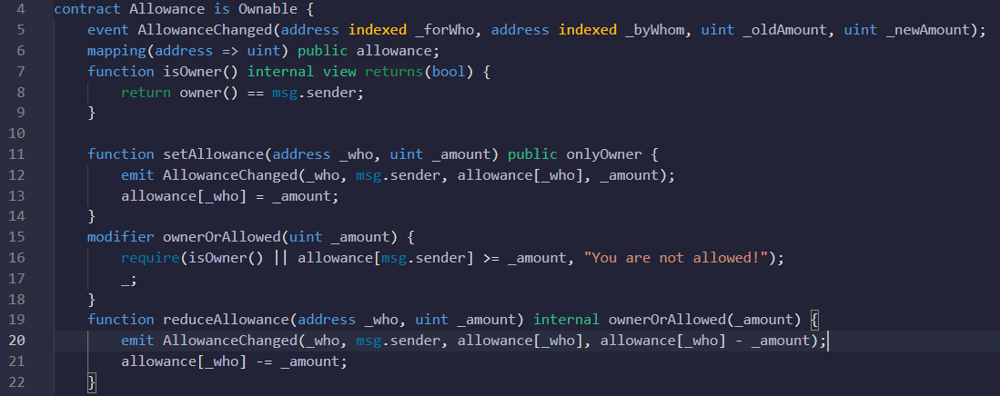 4 contract Allowance is Ownable {
5 event AllowanceChanged(address indexed _forWho, address indexed _byWhom, uint _oldAmount, uint _newAmount);
6 mapping(address => uint) public allowance;
7 function isOwner() internal view returns(bool) {
8 return owner() == msg.sender;
9 }
10
11 function setAllowance(address _who, uint _amount) public onlyOwner {
12 emit AllowanceChanged(_who, msg.sender, allowance[_who], _amount);
13 allowance[_who] = _amount;
14 }
15 modifier ownerOrAllowed(uint _amount) {
16 require(isOwner() || allowance[msg.sender] >= _amount, "You are not allowed!");
17 _;
18 }
19 function reduceAllowance(address _who, uint _amount) internal ownerOrAllowed(_amount) {
20 emit AllowanceChanged(_who, msg.sender, allowance[_who], allowance[_who] - _amount);
21 allowance[_who] -= _amount;
22 }